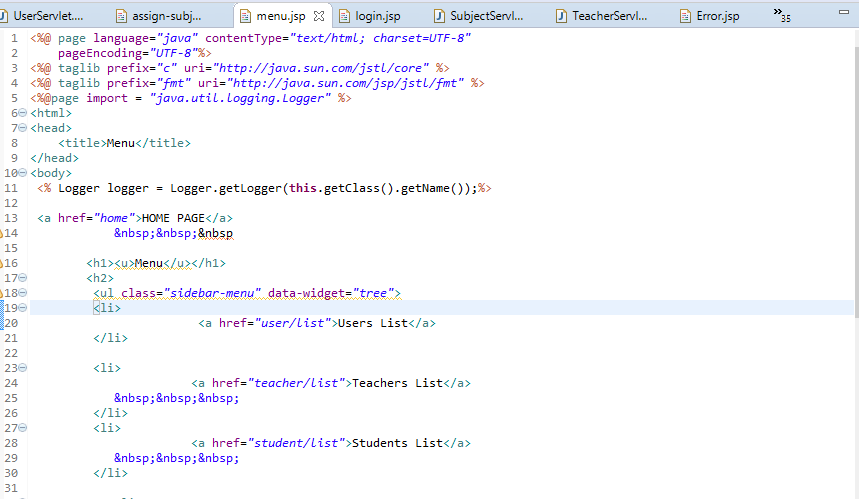 UserServlet.... assign-subj... menu.jsp login.jsp SubjectServl... TeacherServl... Error.jsp »35
1 <%@ page language="java" contentType="text/html; charset=UTF-8"
2 pageEncoding="UTF-8"%>
3 <%@ taglib prefix="c" uri="http://java.sun.com/jstl/core" %>
4 <%@ taglib prefix="fmt" uri="http://java.sun.com/jsp/jstl/fmt" %>
5 <%@page import = "java.util.logging.Logger" %>
6 <html>
7 <head>
8 <title>Menu</title>
9 </head>
10 <body>
11 <% Logger logger = Logger.getLogger(this.getClass().getName());%>
12
13 <a href="home">HOME PAGE</a>
14 &nbsp;&nbsp;&nbsp
15
16 <h1><u>Menu</u></h1>
17 <h2>
18 <ul class="sidebar-menu" data-widget="tree">
19 <li>
20 <a href="user/list">Users List</a>
21 </li>
22
23 <li>
24 <a href="teacher/list">Teachers List</a>
25 &nbsp;&nbsp;&nbsp;
26 </li>
27 <li>
28 <a href="student/list">Students List</a>
29 &nbsp;&nbsp;&nbsp;
30 </li>
31